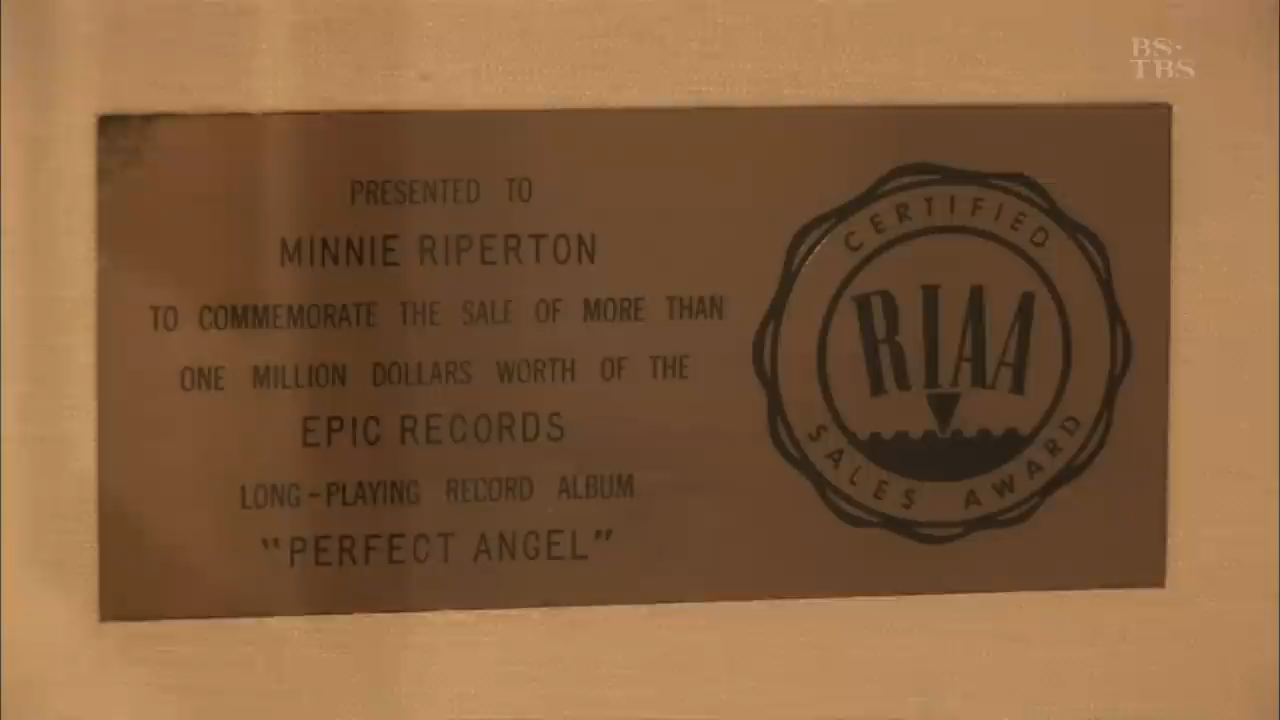 BS-
TBS
PRESENTED TO
MINNIE RIPERTON
TO COMMEMORATE THE SALE OF MORE THAN
ONE MILLION DOLLARS WORTH OF THE
EPIC RECORDS
LONG-PLAYING RECORD ALBUM
"PERFECT ANGEL"
CERTIFIED
RIAA
SALES AWARD